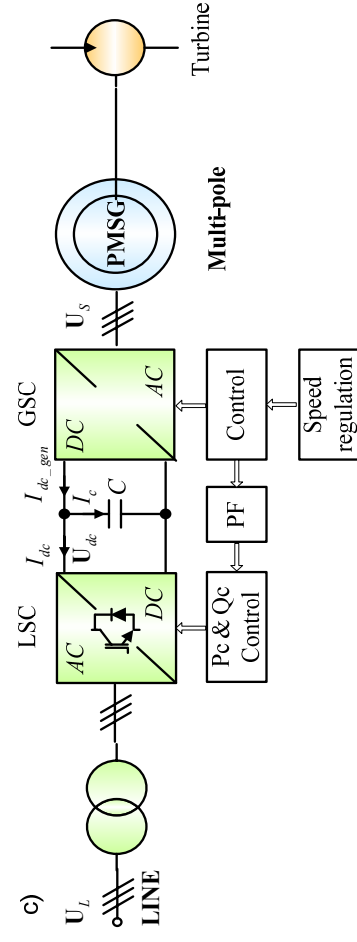 c)
U_L
LINE
LSC
AC
DC
I_dc
I_dc_gen
I_c
U_dc
C
GSC
DC
AC
U_S
PMSG
Multi-pole
Turbine
Pc & Qc
Control
PF
Control
Speed
regulation